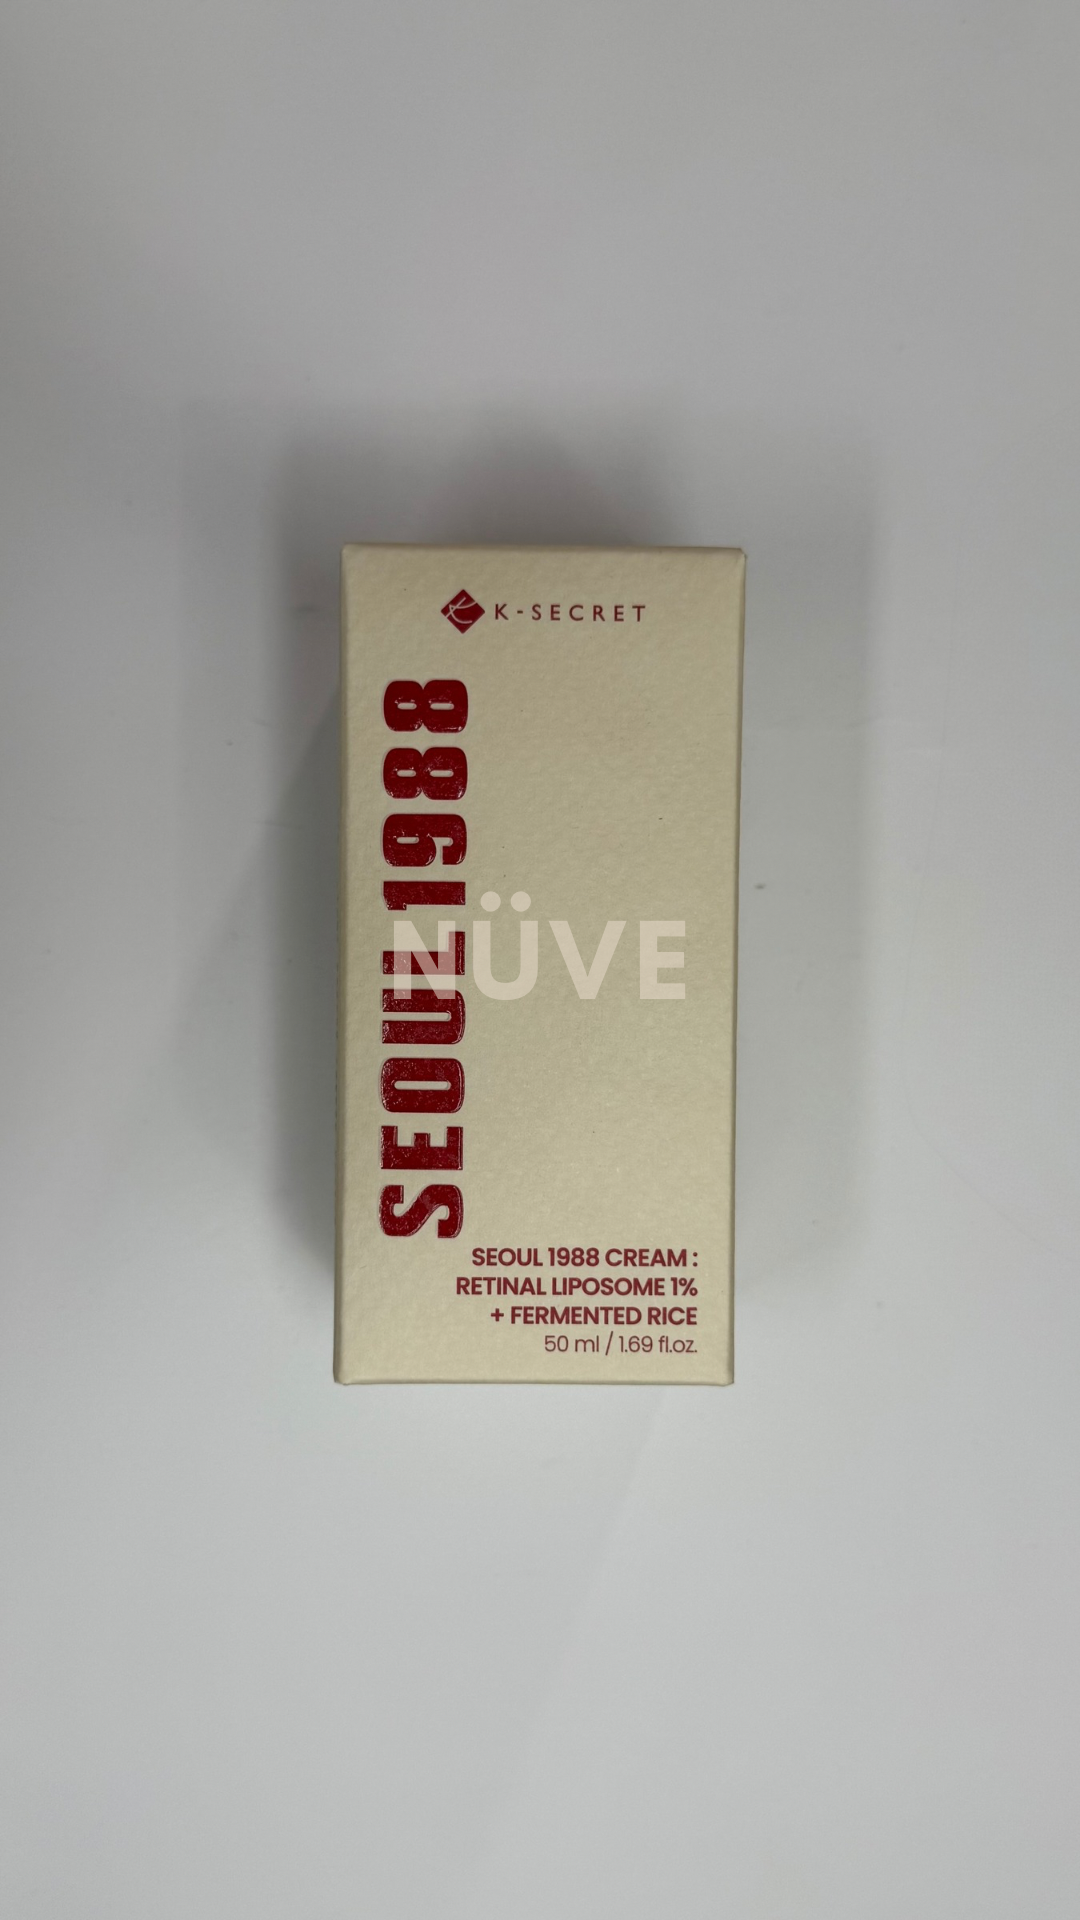 K-SECRET
SEOUL 1988
NÜVE
SEOUL 1988 CREAM :
RETINAL LIPOSOME 1%
+ FERMENTED RICE
50 ml / 1.69 fl.oz.